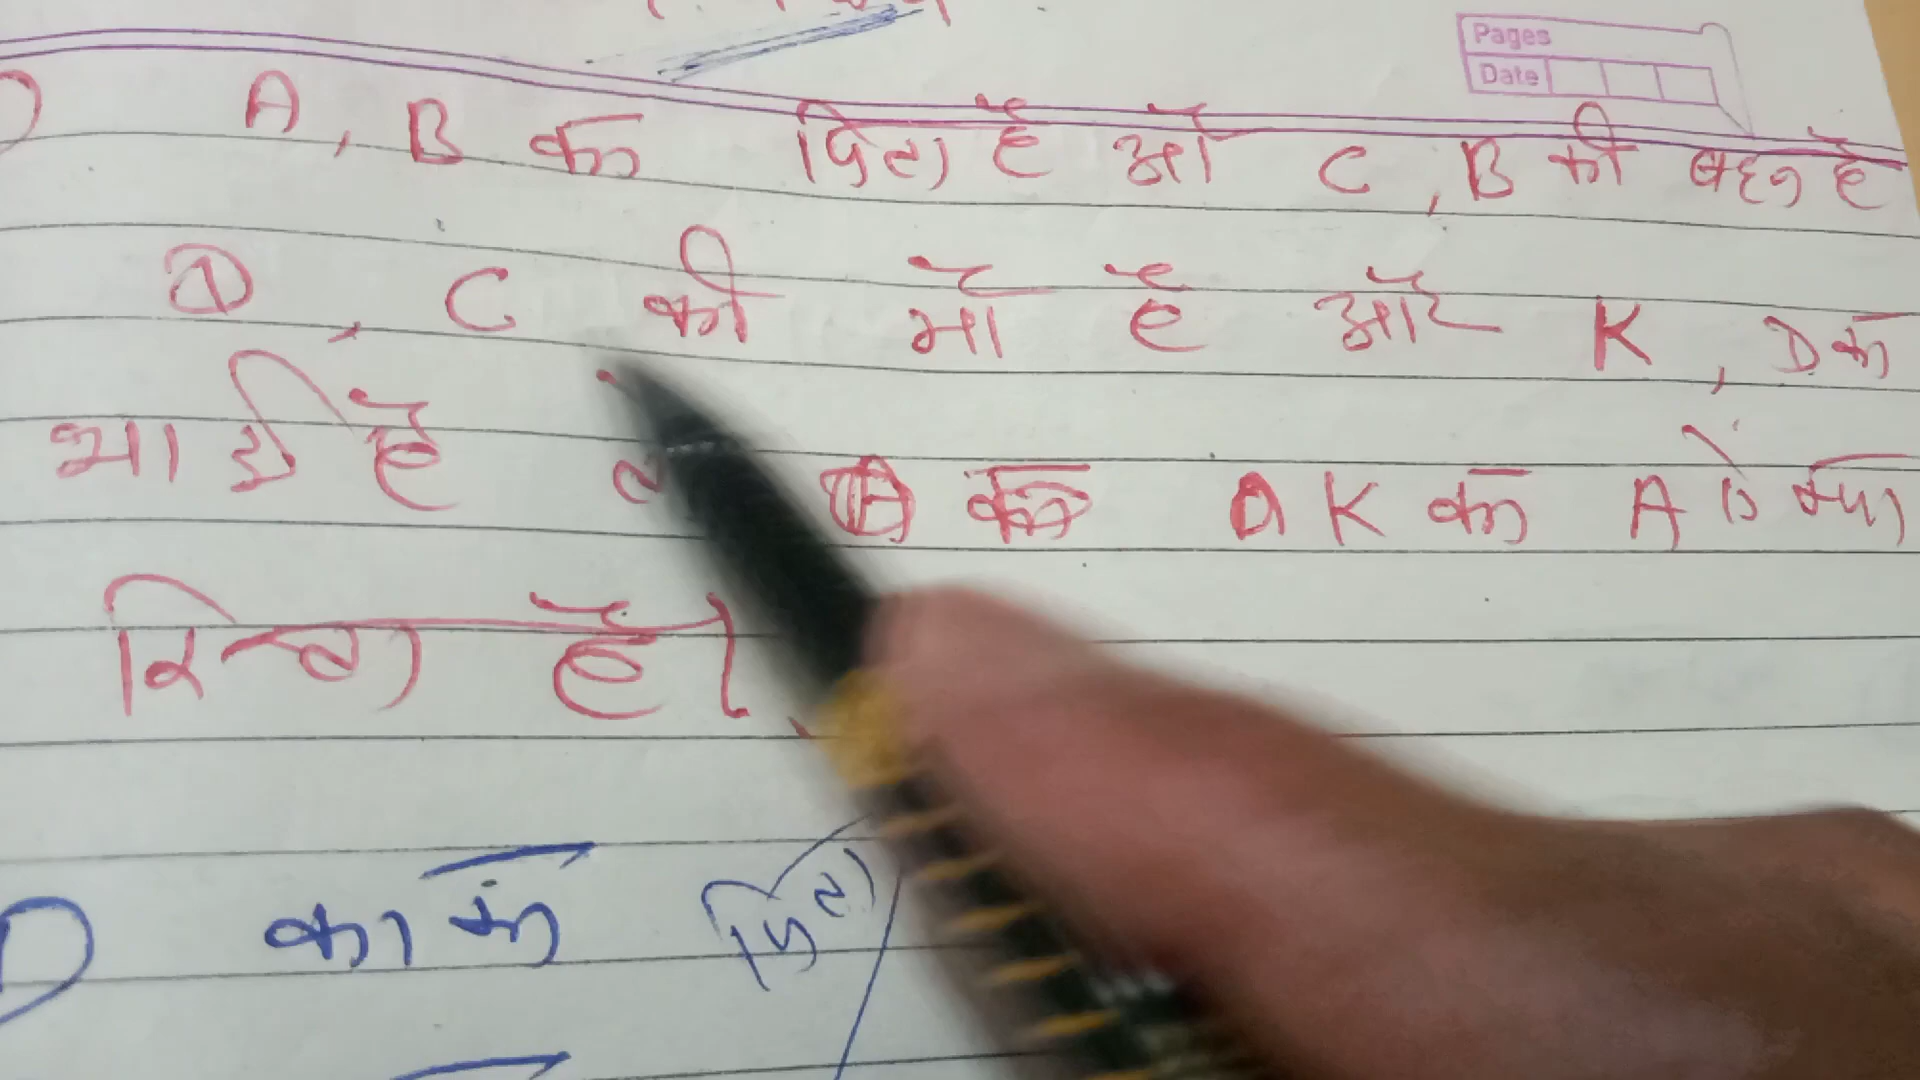 Pages
Date
A, B का पिता है और C, B की बहन है
D, C की माँ है और K, D का
भाई है K का A से क्या
रिश्ता है।
काकं पिता